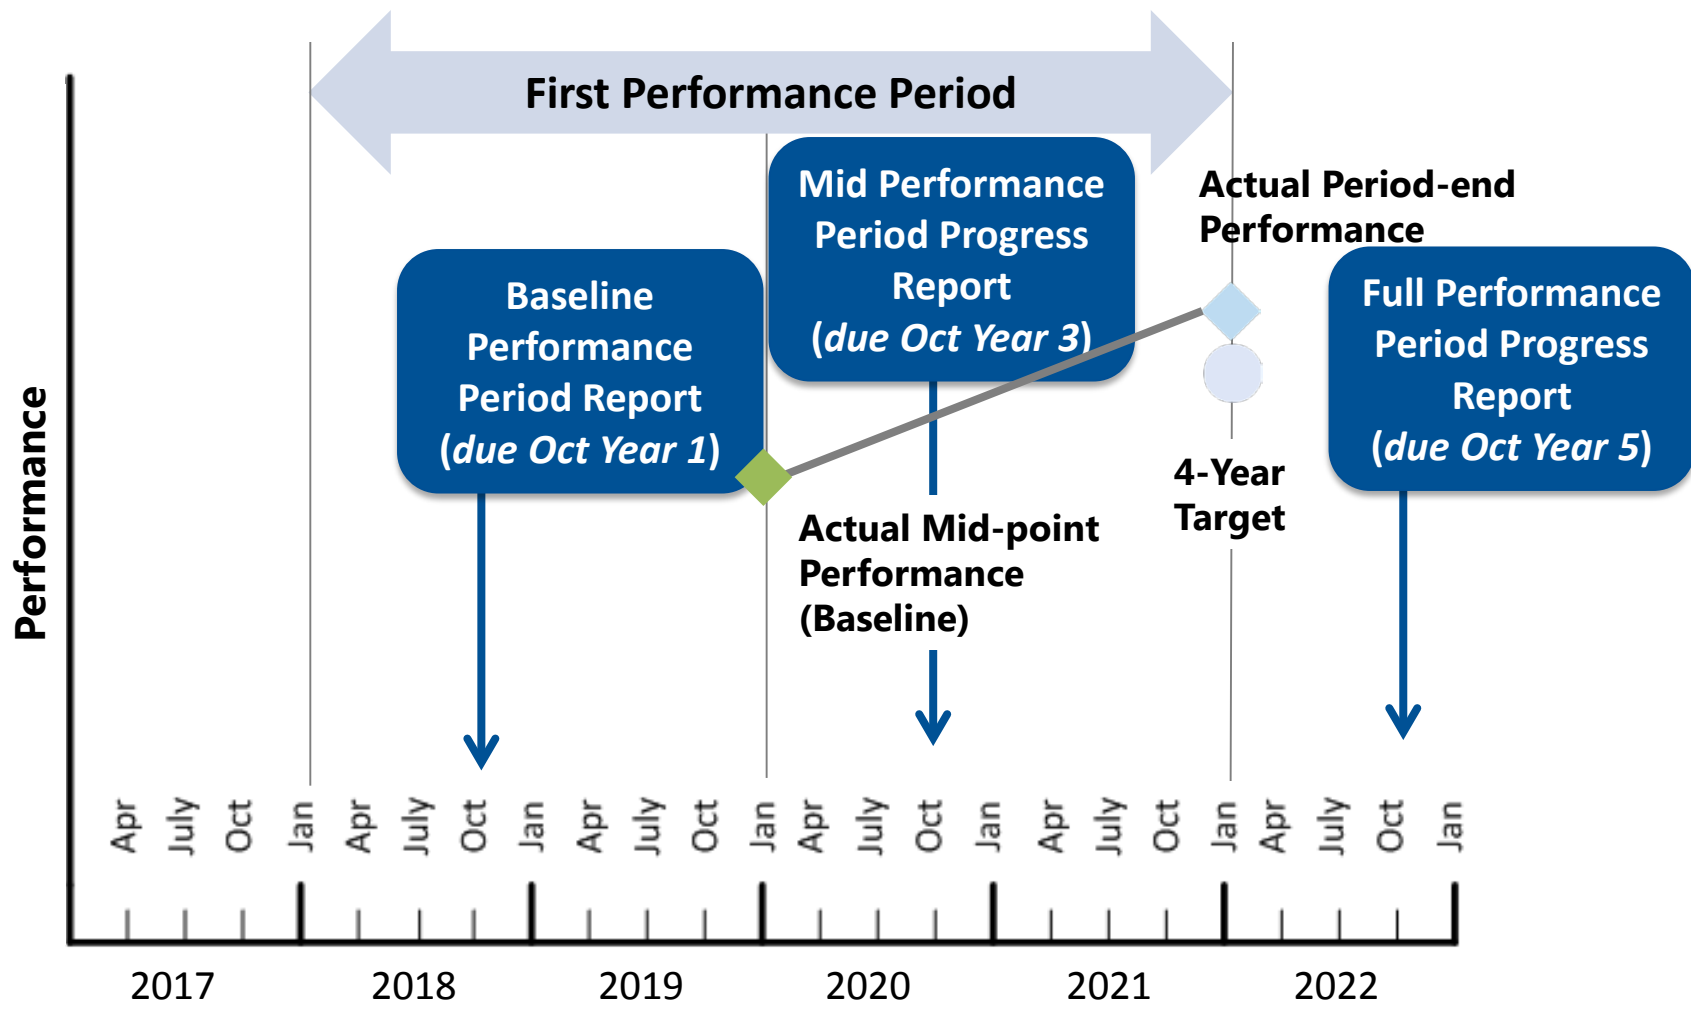 First Performance Period
Mid Performance
Period Progress
Report
(due Oct Year 3)
Actual Period-end
Performance
Baseline
Performance
Period Report
(due Oct Year 1)
Full Performance
Period Progress
Report
(due Oct Year 5)
4-Year
Target
Actual Mid-point
Performance
(Baseline)
Performance
Apr July Oct Jan Apr July Oct Jan Apr July Oct Jan Apr July Oct Jan Apr July Oct Jan Apr July Oct Jan
2017 2018 2019 2020 2021 2022